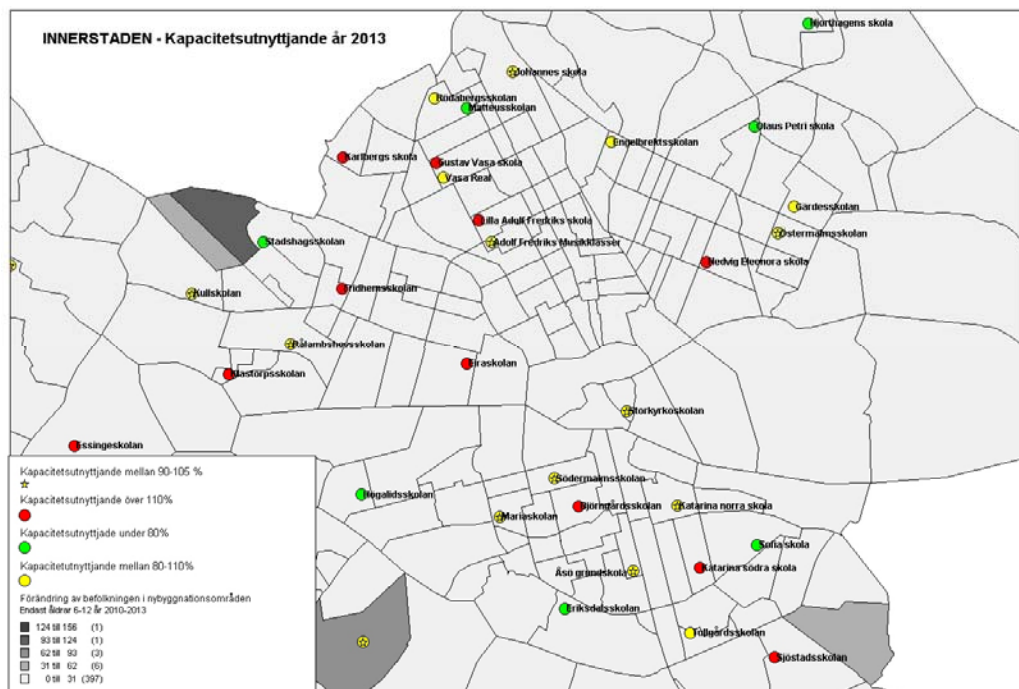 INNERSTADEN - Kapacitetsutnyttjande år 2013
Hjorthagens skola
Johannes skola
Rödabergsskolan
Matteusskolan
Olaus Petri skola
Engelbrektsskolan
Karlbergs skola
Gustav Vasa skola
Vasa Real
Gärdesskolan
Lilla Adolf Fredriks skola
Östermalmsskolan
Stadshagsskolan
Adolf Fredriks Musikklasser
Hedvig Eleonora skola
Kullskolan
Fridhemsskolan
Rålambshovsskolan
Eiraskolan
Klastorpsskolan
Storkyrkoskolan
Essingeskolan
Södermalmsskolan
Högalidsskolan
Björngårdsskolan
Katarina norra skola
Mariaskolan
Sofia skola
Åsö grundskola
Katarina södra skola
Eriksdalsskolan
Tullgårdsskolan
Sjöstadsskolan
Kapacitetsutnyttjande mellan 90-105 %
Kapacitetsutnyttjande över 110%
Kapacitetsutnyttjade under 80%
Kapacitetutnyttjande mellan 80-110%
Förändring av befolkningen i nybyggnationsområden
Endast åldrar 6-12 år 2010-2013
124 till 156 (1)
93 till 124 (1)
62 till 93 (3)
31 till 62 (6)
0 till 31 (397)